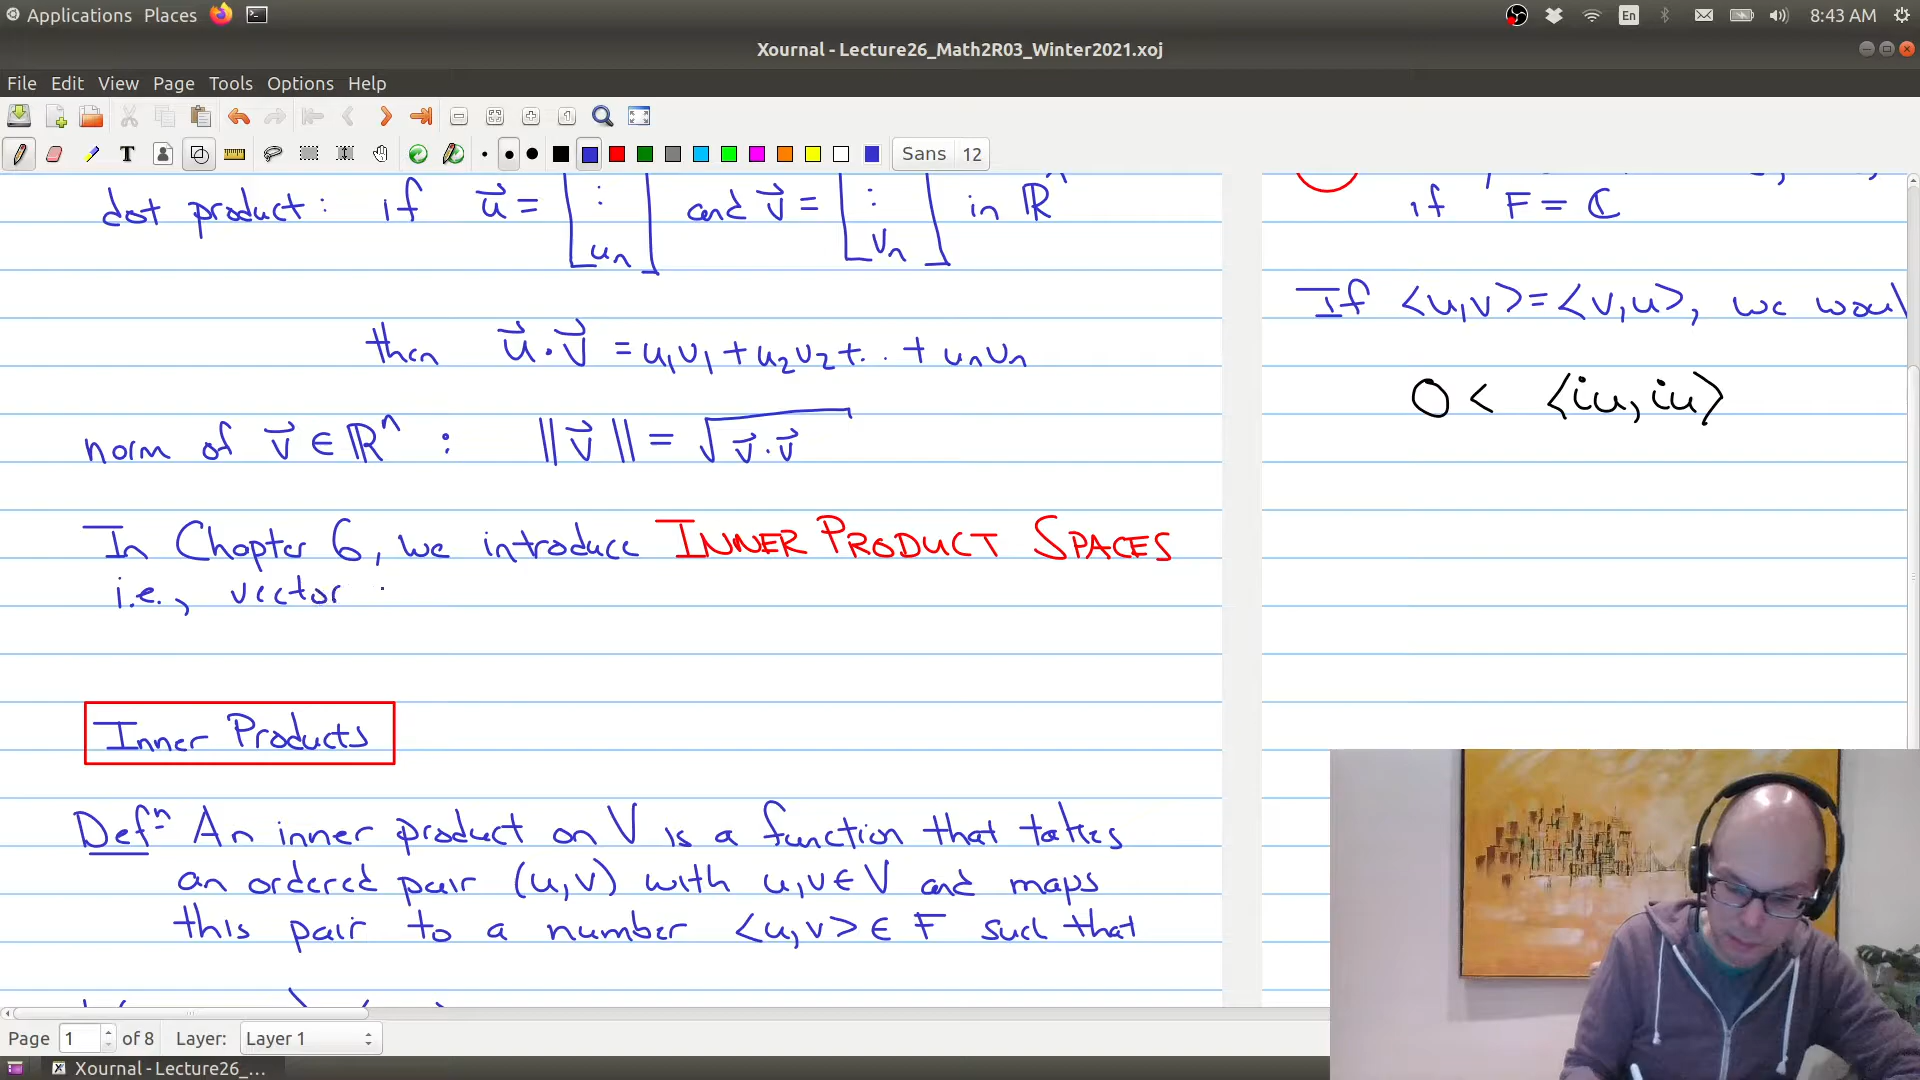 Applications Places En 8:43 AM
Xournal - Lecture26_Math2R03_Winter2021.xoj
File Edit View Page Tools Options Help
Sans 12
dot product: if u⃗ = [⋮ uₙ] and v⃗ = [⋮ vₙ] in ℝⁿ
then u⃗·v⃗ = u₁v₁ + u₂v₂ + ... + uₙvₙ
norm of v⃗ ∈ ℝⁿ : ‖v⃗‖ = √(v⃗·v⃗)
In Chapter 6, we introduce INNER PRODUCT SPACES
i.e., vector
Inner Products
Defⁿ An inner product on V is a function that takes
an ordered pair (u,v) with u,v ∈ V and maps
this pair to a number <u,v> ∈ F such that
if F = ℂ
If <u,v> = <v,u>, we woul
0 < <iu, iu>
Page 1 of 8 Layer: Layer 1
Xournal - Lecture26_...